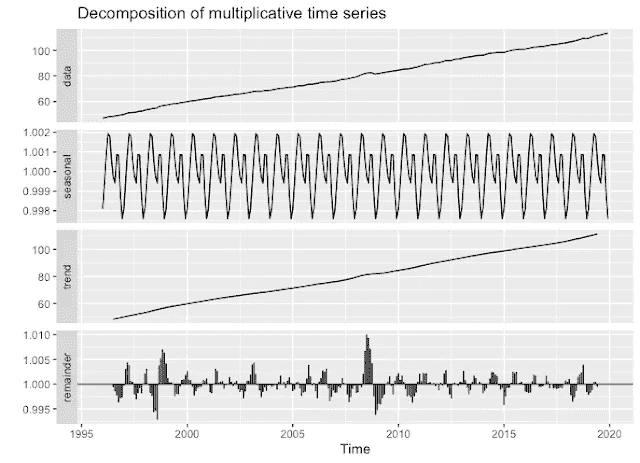 Decomposition of multiplicative time series
100
80
60
data
1.002
1.001
1.000
0.999
0.998
seasonal
100
80
60
trend
1.010
1.005
1.000
0.995
remainder
1995 2000 2005 2010 2015 2020
Time